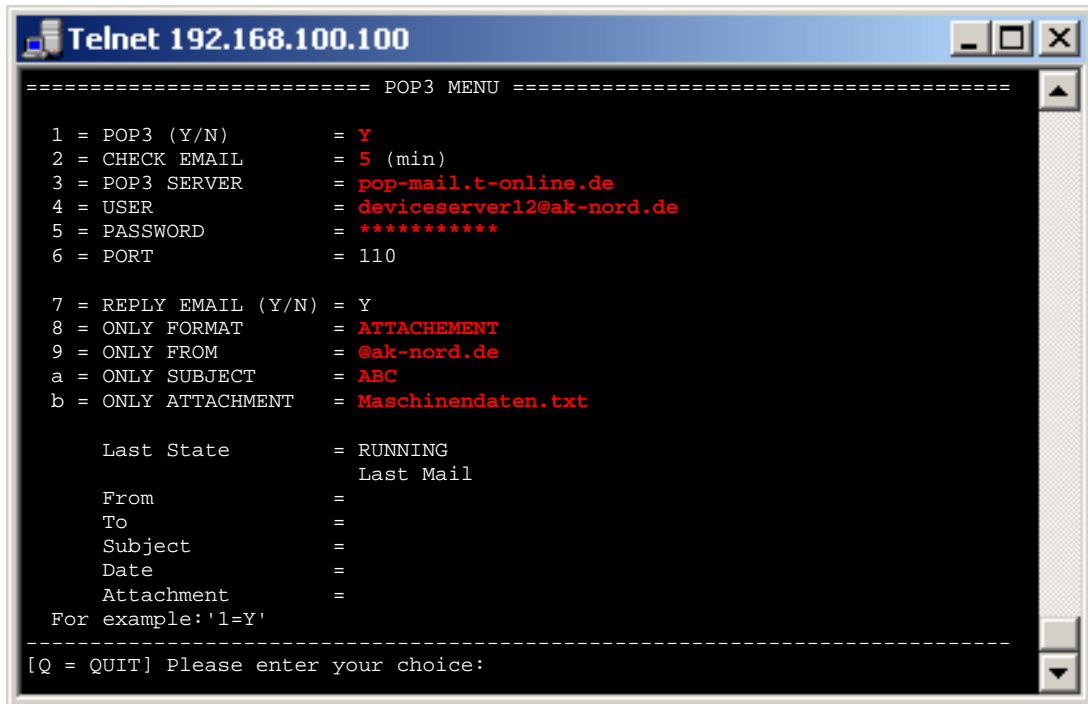 Telnet 192.168.100.100
=========================== POP3 MENU =======================================
1 = POP3 (Y/N) = Y
2 = CHECK EMAIL = 5 (min)
3 = POP3 SERVER = pop-mail.t-online.de
4 = USER = deviceserver12@ak-nord.de
5 = PASSWORD = ***********
6 = PORT = 110
7 = REPLY EMAIL (Y/N) = Y
8 = ONLY FORMAT = ATTACHEMENT
9 = ONLY FROM = @ak-nord.de
a = ONLY SUBJECT = ABC
b = ONLY ATTACHMENT = Maschinendaten.txt
Last State = RUNNING
Last Mail
From =
To =
Subject =
Date =
Attachment =
For example:'1=Y'
-----------------------------------------------------------------------------
[Q = QUIT] Please enter your choice: